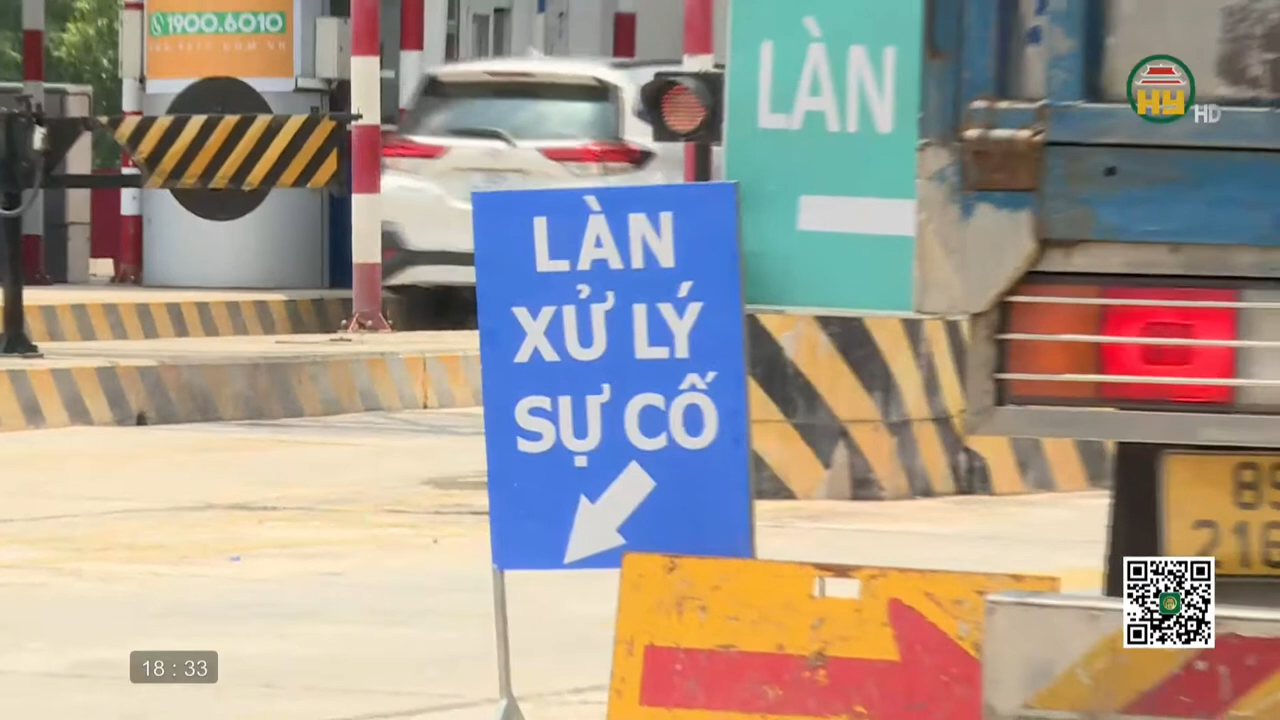 1900.6010
LÀN
HY HD
LÀN
XỬ LÝ
SỰ CỐ
18 : 33